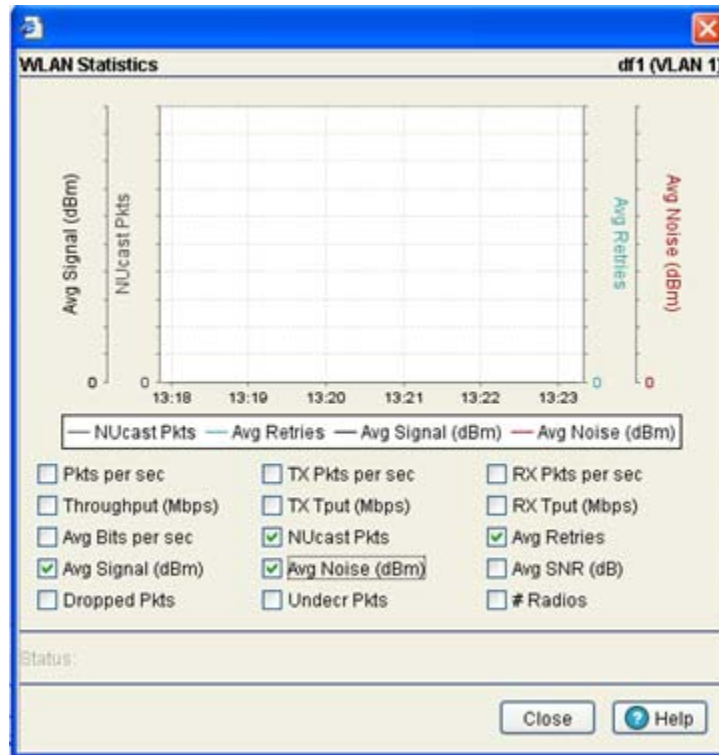 WLAN Statistics df1 (VLAN 1)
Avg Signal (dBm)
NUcast Pkts
Avg Retries
Avg Noise (dBm)
0 0 0 0
13:18 13:19 13:20 13:21 13:22 13:23
NUcast Pkts Avg Retries Avg Signal (dBm) Avg Noise (dBm)
Pkts per sec TX Pkts per sec RX Pkts per sec
Throughput (Mbps) TX Tput (Mbps) RX Tput (Mbps)
Avg Bits per sec NUcast Pkts Avg Retries
Avg Signal (dBm) Avg Noise (dBm) Avg SNR (dB)
Dropped Pkts Undecr Pkts # Radios
Status:
Close ? Help